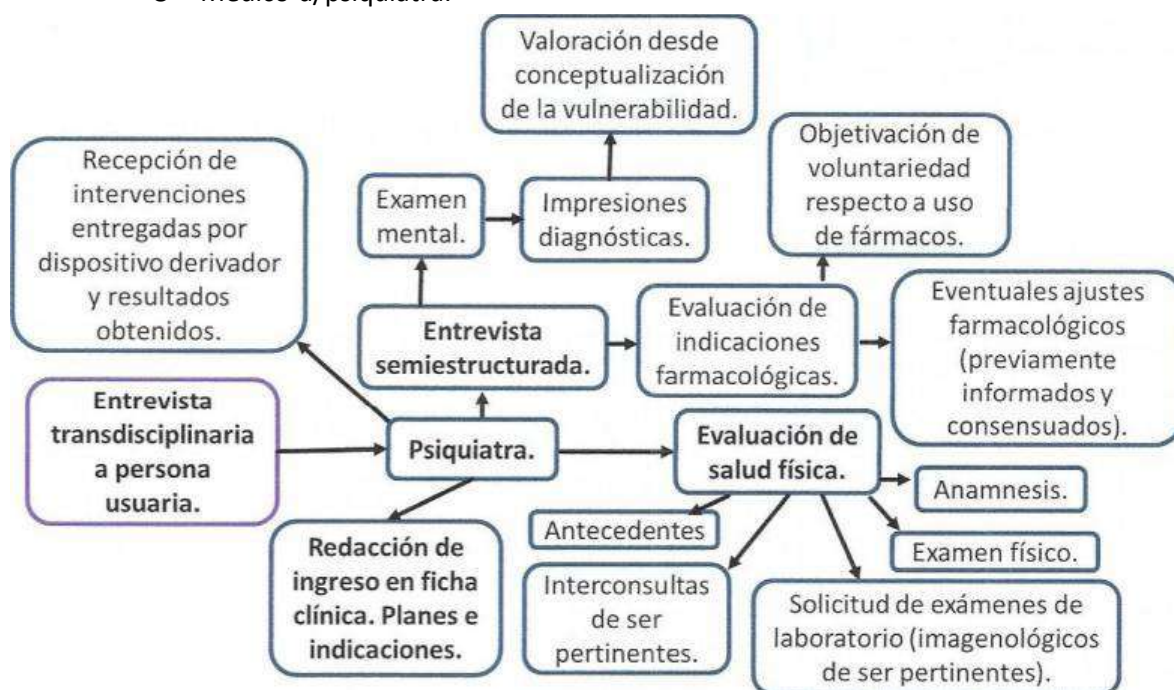 Médico-a/psiquiatra.
Valoración desde
conceptualización
de la vulnerabilidad.
Objetivación de
voluntariedad
respecto a uso
de fármacos.
Recepción de
intervenciones
entregadas por
dispositivo derivador
y resultados
obtenidos.
Examen
mental.
Impresiones
diagnósticas.
Entrevista
semiestructurada.
Evaluación de
indicaciones
farmacológicas.
Eventuales ajustes
farmacológicos
(previamente
informados y
consensuados).
Entrevista
transdisciplinaria
a persona
usuaria.
Psiquiatra.
Evaluación de
salud física.
Anamnesis.
Antecedentes
Examen físico.
Redacción de
ingreso en ficha
clínica. Planes e
indicaciones.
Interconsultas
de ser
pertinentes.
Solicitud de exámenes de
laboratorio (imagenológicos
de ser pertinentes).